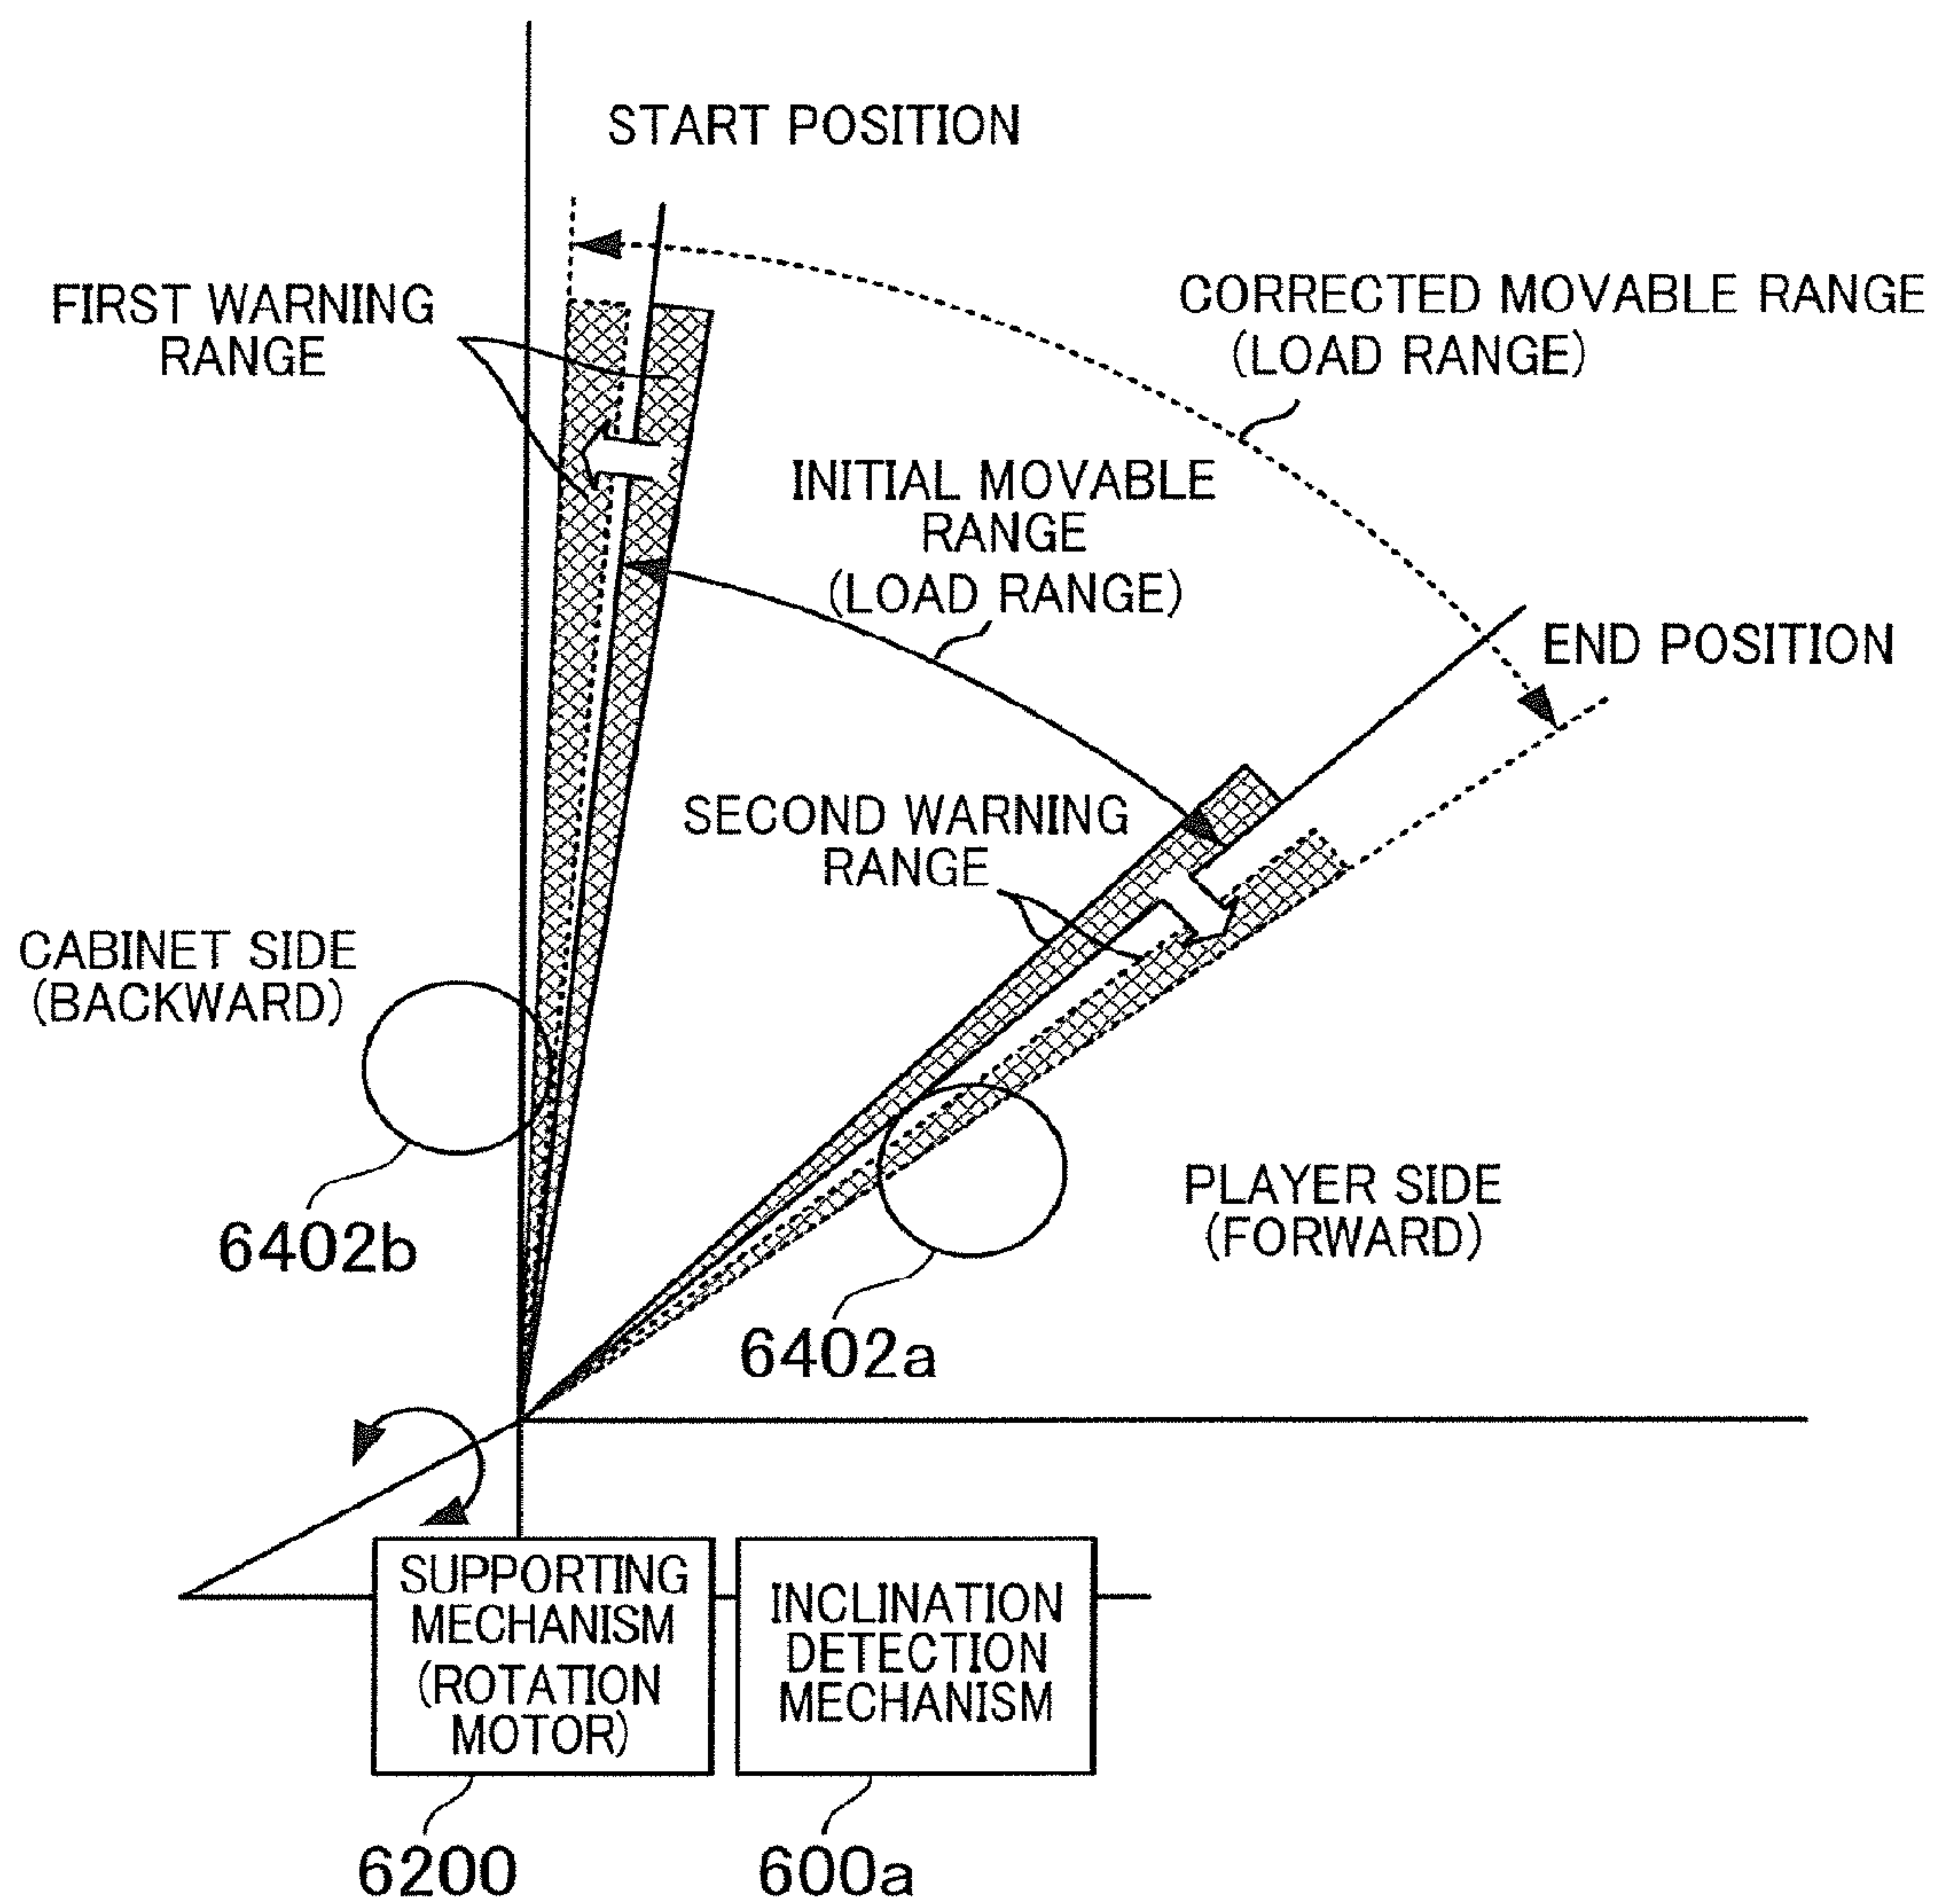 START POSITION
FIRST WARNING
RANGE
CORRECTED MOVABLE RANGE
(LOAD RANGE)
INITIAL MOVABLE
RANGE
(LOAD RANGE)
END POSITION
SECOND WARNING
RANGE
CABINET SIDE
(BACKWARD)
6402b
PLAYER SIDE
(FORWARD)
6402a
SUPPORTING
MECHANISM
(ROTATION
MOTOR)
INCLINATION
DETECTION
MECHANISM
6200
600a